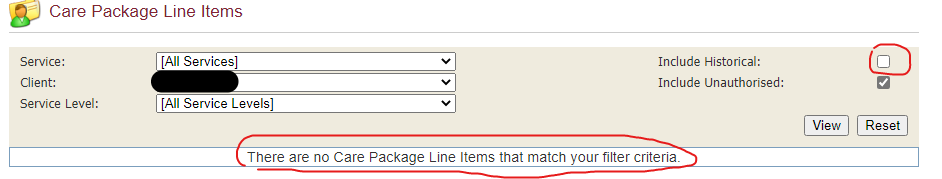 Care Package Line Items
Service: [All Services] Include Historical:
Client: Include Unauthorised:
Service Level: [All Service Levels]
View Reset
There are no Care Package Line Items that match your filter criteria.